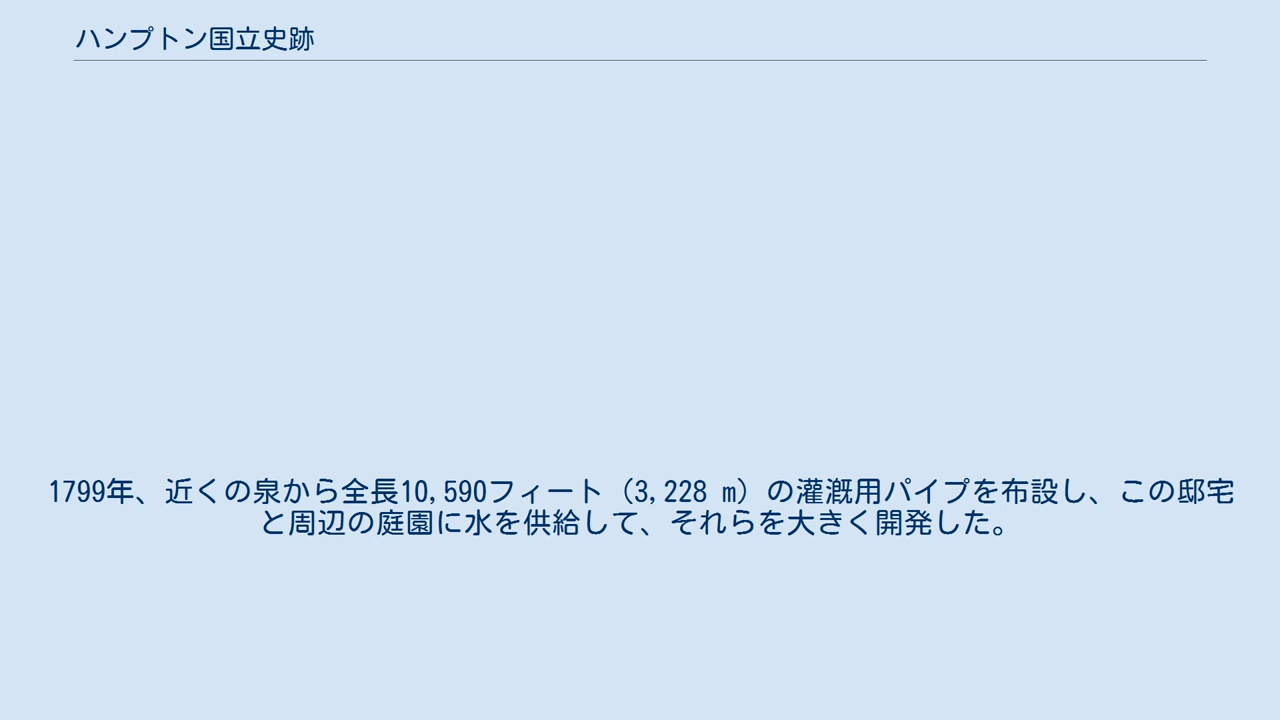 ハンプトン国立史跡
1799年、近くの泉から全長10,590フィート（3,228 m）の灌漑用パイプを布設し、この邸宅
と周辺の庭園に水を供給して、それらを大きく開発した。